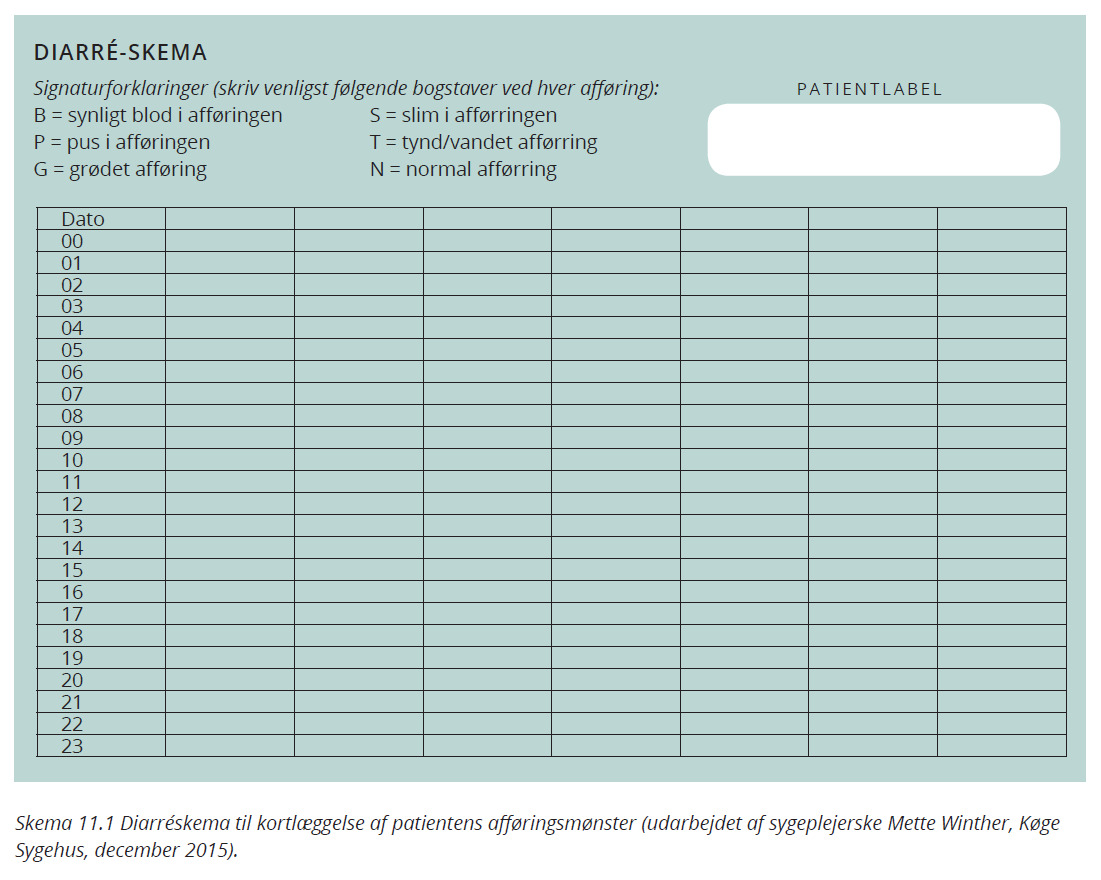 DIARRÉ-SKEMA
Signaturforklaringer (skriv venligst følgende bogstaver ved hver afføring):
PATIENTLABEL
B = synligt blod i afføringen
S = slim i afførringen
P = pus i afføringen
T = tynd/vandet afførring
G = grødet afføring
N = normal afførring
Dato
00
01
02
03
04
05
06
07
08
09
10
11
12
13
14
15
16
17
18
19
20
21
22
23
Skema 11.1 Diarréskema til kortlæggelse af patientens afføringsmønster (udarbejdet af sygeplejerske Mette Winther, Køge
Sygehus, december 2015).